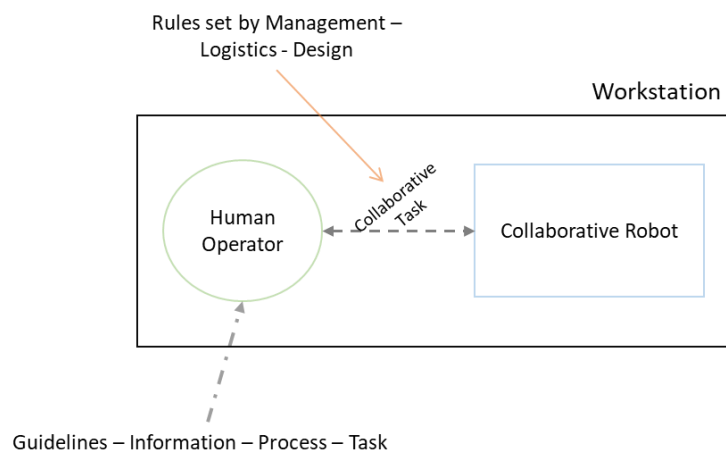 Rules set by Management –
Logistics - Design
Workstation
Human
Operator
Collaborative
Task
Collaborative Robot
Guidelines – Information – Process – Task